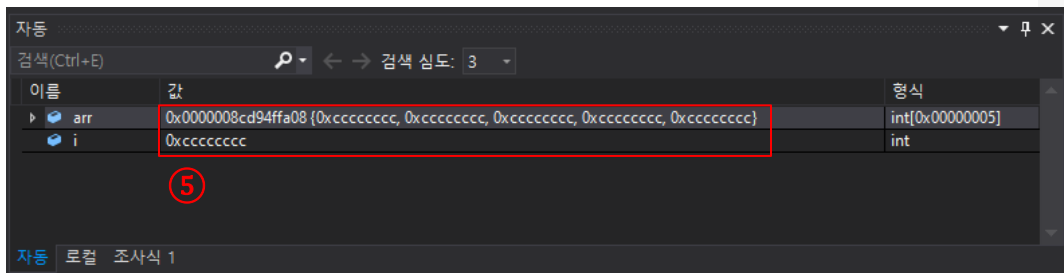 자동
검색(Ctrl+E) 검색 심도: 3
이름 값 형식
arr 0x0000008cd94ffa08 {0xcccccccc, 0xcccccccc, 0xcccccccc, 0xcccccccc, 0xcccccccc} int[0x00000005]
i 0xcccccccc int
⑤
자동 로컬 조사식 1